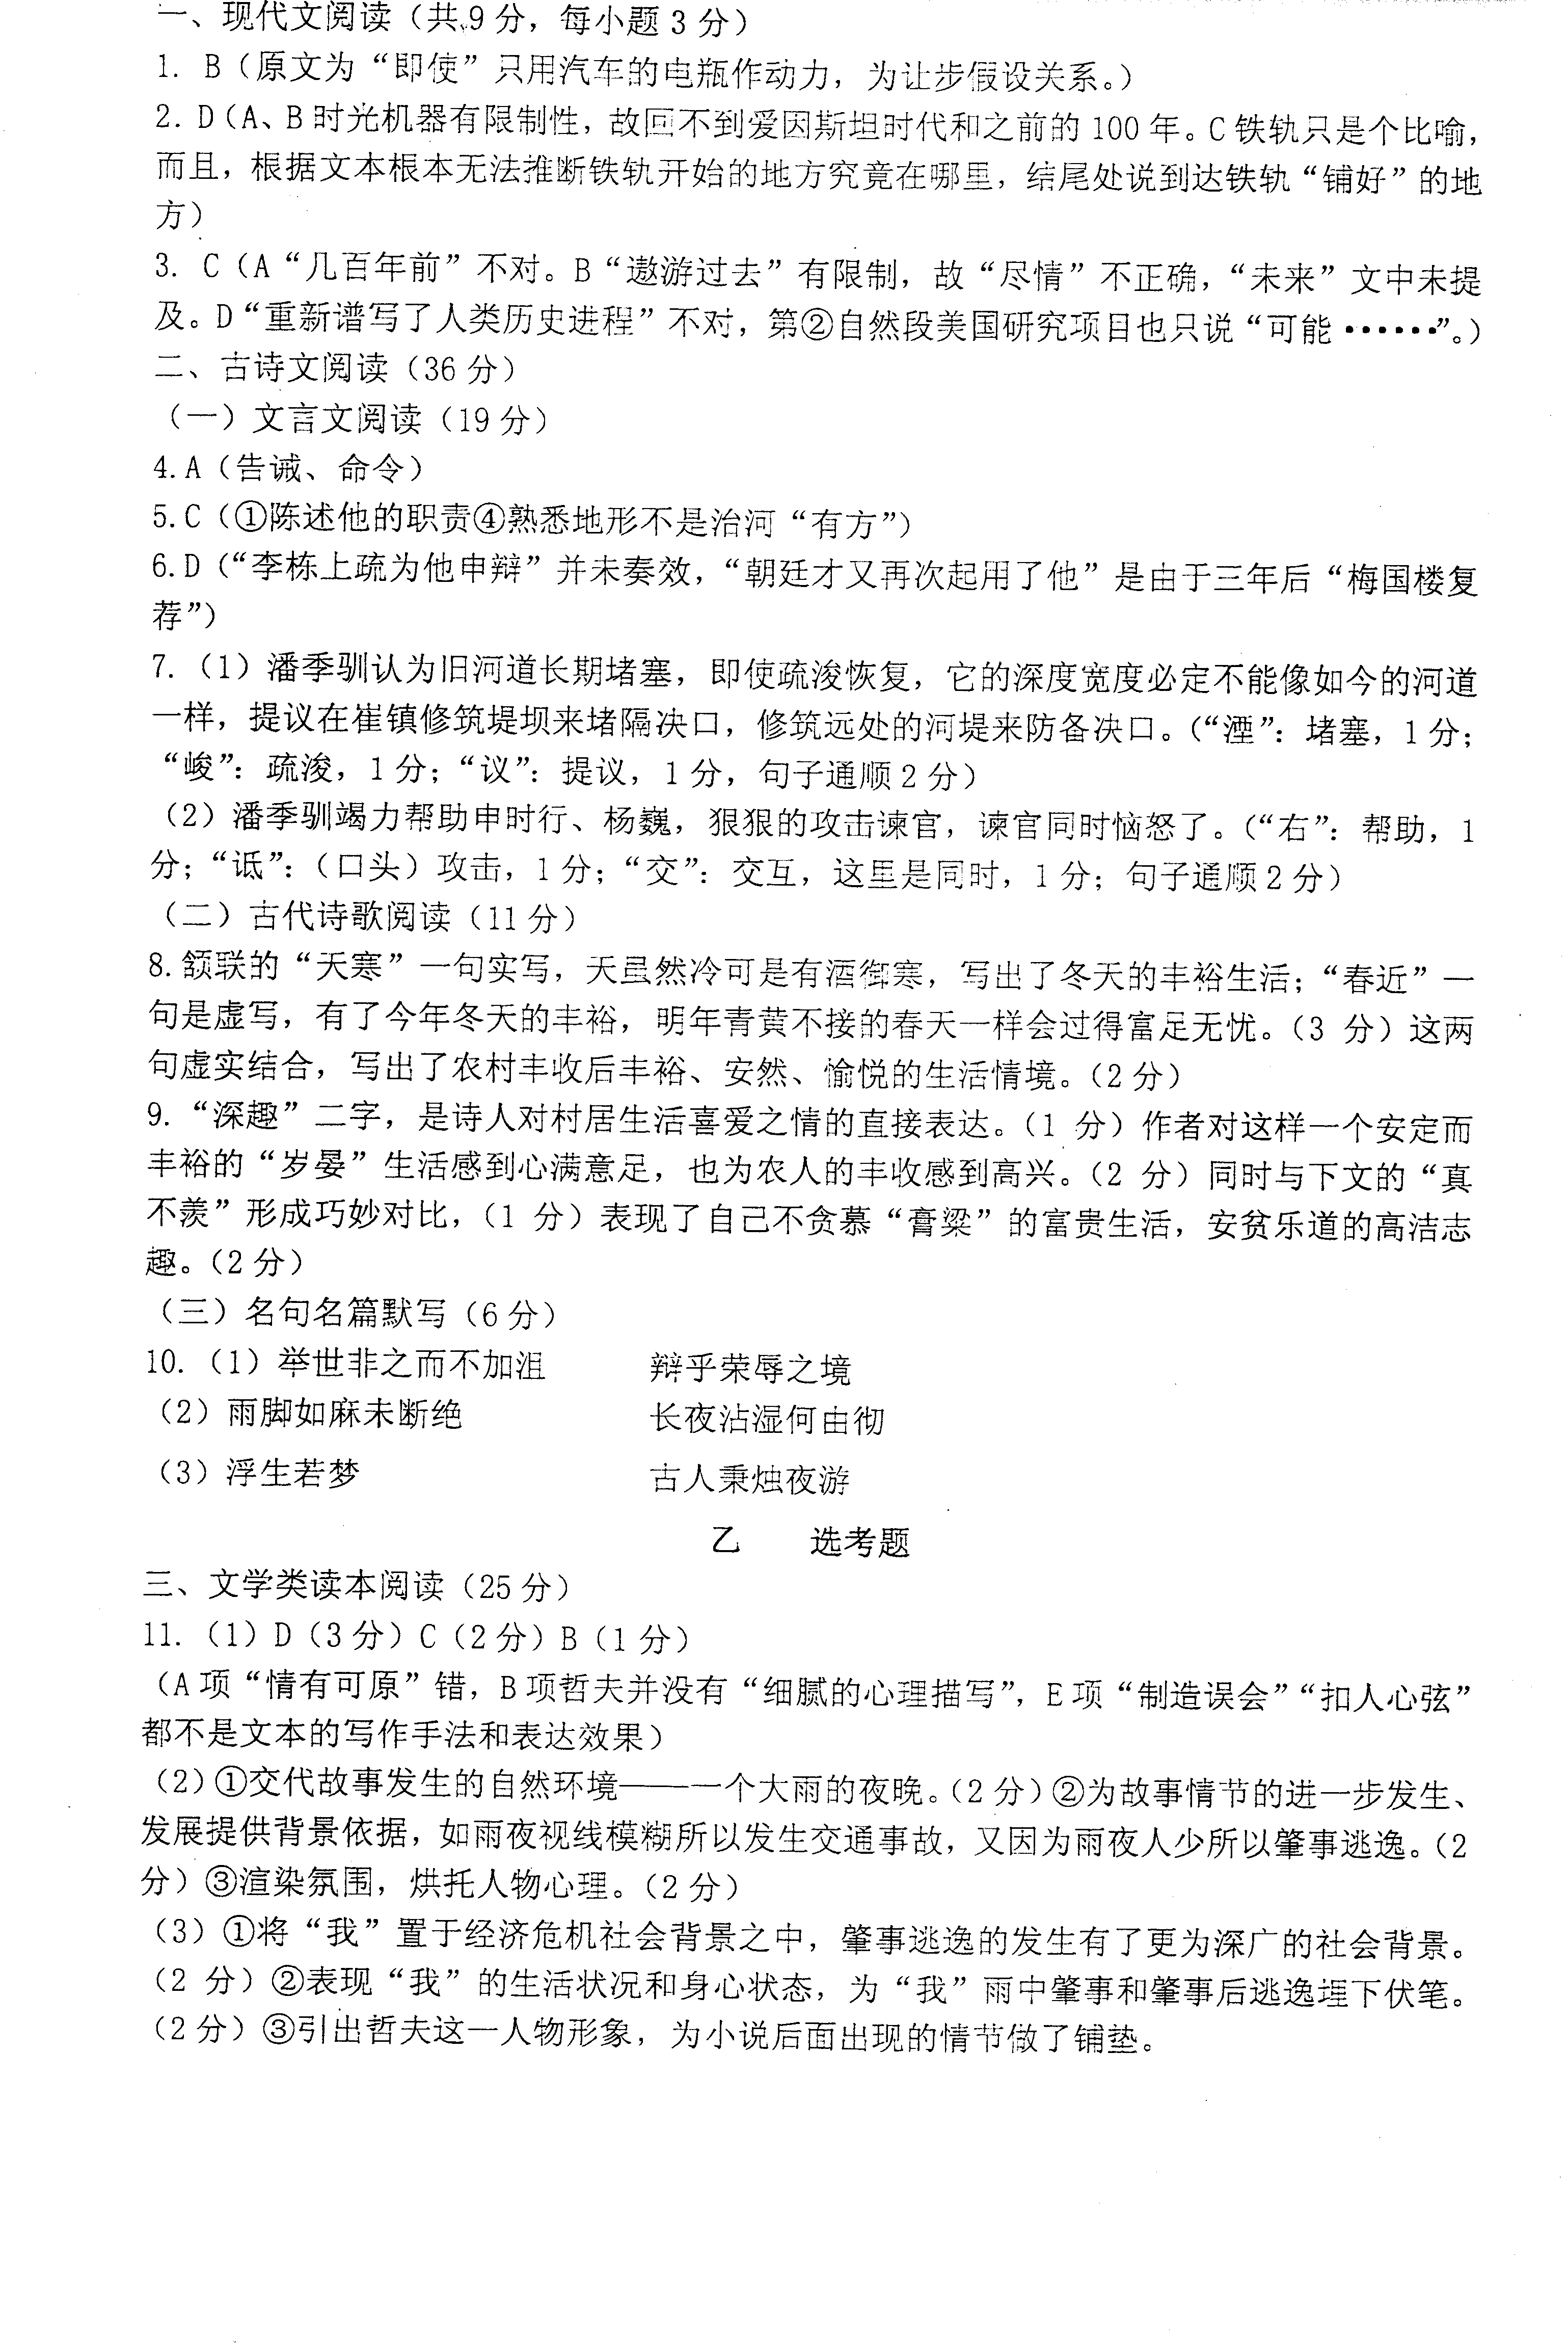 一、现代文阅读（共9分，每小题3分）
1. B（原文为“即使”只用汽车的电瓶作动力，为让步假设关系。）
2. D（A、B时光机器有限制性，故回不到爱因斯坦时代和之前的100年。C铁轨只是个比喻，
而且，根据文本根本无法推断铁轨开始的地方究竟在哪里，结尾处说到达铁轨“铺好”的地
方）
3. C（A“几百年前”不对。B“遨游过去”有限制，故“尽情”不正确，“未来”文中未提
及。D“重新谱写了人类历史进程”不对，第②自然段美国研究项目也只说“可能······”。）
二、古诗文阅读（36分）
（一）文言文阅读（19分）
4.A（告诫、命令）
5.C（①陈述他的职责④熟悉地形不是治河“有方”）
6.D（“李栋上疏为他申辩”并未奏效，“朝廷才又再次起用了他”是由于三年后“梅国楼复
荐”）
7.（1）潘季驯认为旧河道长期堵塞，即使疏浚恢复，它的深度宽度必定不能像如今的河道
一样，提议在崔镇修筑堤坝来堵隔决口，修筑远处的河堤来防备决口。（“湮”：堵塞，1分；
“峻”：疏浚，1分；“议”：提议，1分，句子通顺2分）
（2）潘季驯竭力帮助申时行、杨巍，狠狠的攻击谏官，谏官同时恼怒了。（“右”：帮助，1
分；“诋”：（口头）攻击，1分；“交”：交互，这里是同时，1分；句子通顺2分）
（二）古代诗歌阅读（11分）
8.额联的“天寒”一句实写，天虽然冷可是有酒御寒，写出了冬天的丰裕生活；“春近”一
句是虚写，有了今年冬天的丰裕，明年青黄不接的春天一样会过得富足无忧。（3 分）这两
句虚实结合，写出了农村丰收后丰裕、安然、愉悦的生活情境。（2分）
9. “深趣”二字，是诗人对村居生活喜爱之情的直接表达。（1 分）作者对这样一个安定而
丰裕的“岁晏”生活感到心满意足，也为农人的丰收感到高兴。（2 分）同时与下文的“真
不羡”形成巧妙对比，（1 分）表现了自己不贪慕“膏粱”的富贵生活，安贫乐道的高洁志
趣。（2分）
（三）名句名篇默写（6分）
10.（1）举世非之而不加沮 辩乎荣辱之境
（2）雨脚如麻未断绝 长夜沾湿何由彻
（3）浮生若梦 古人秉烛夜游
乙 选考题
三、文学类读本阅读（25分）
11.（1）D（3分）C（2分）B（1分）
（A项“情有可原”错，B项哲夫并没有“细腻的心理描写”，E项“制造误会”“扣人心弦”
都不是文本的写作手法和表达效果）
（2）①交代故事发生的自然环境——一个大雨的夜晚。（2分）②为故事情节的进一步发生、
发展提供背景依据，如雨夜视线模糊所以发生交通事故，又因为雨夜人少所以肇事逃逸。（2
分）③渲染氛围，烘托人物心理。（2分）
（3）①将“我”置于经济危机社会背景之中，肇事逃逸的发生有了更为深广的社会背景。
（2 分）②表现“我”的生活状况和身心状态，为“我”雨中肇事和肇事后逃逸埋下伏笔。
（2分）③引出哲夫这一人物形象，为小说后面出现的情节做了铺垫。